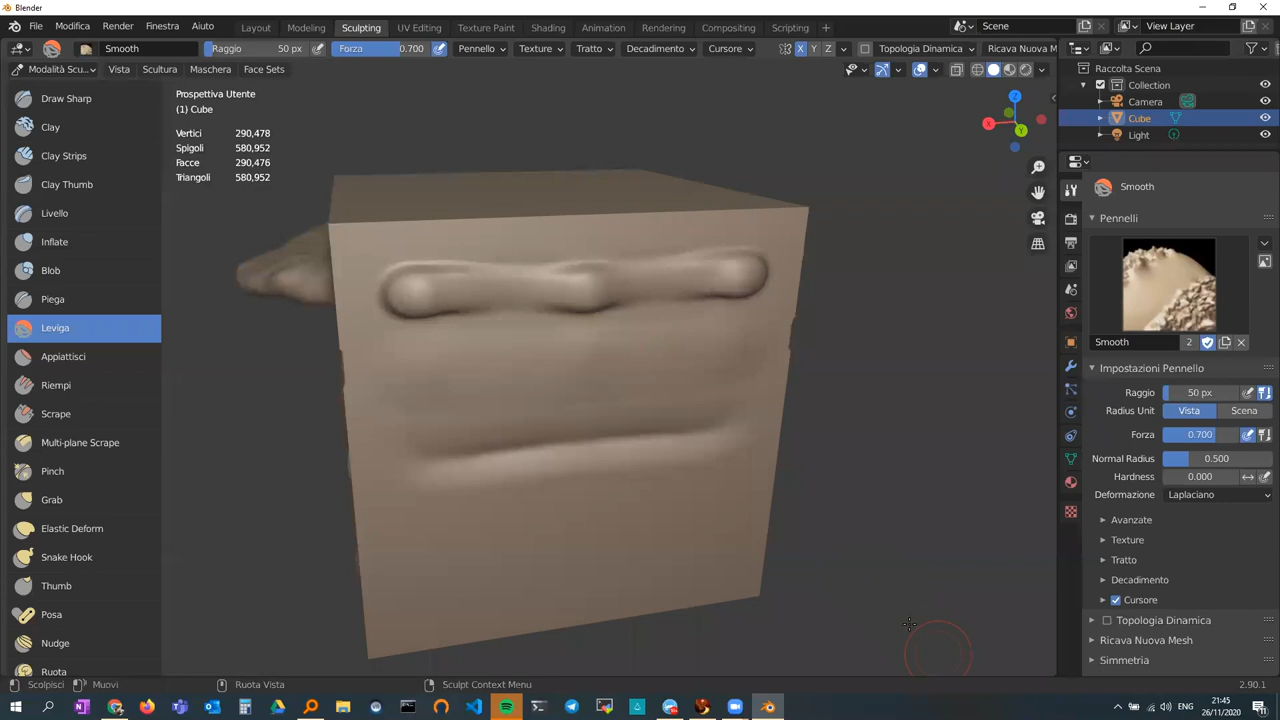 Blender
File Modifica Render Finestra Aiuto Layout Modeling Sculpting UV Editing Texture Paint Shading Animation Rendering Compositing Scripting + Scene View Layer
Smooth Raggio 50 px Forza 0.700 Pennello Texture Tratto Decadimento Cursore X Y Z Topologia Dinamica Ricava Nuova M
Modalità Scu... Vista Scultura Maschera Face Sets
Raccolta Scena
Collection
Camera
Cube
Light
Prospettiva Utente
(1) Cube
Vertici 290,478
Spigoli 580,952
Facce 290,476
Triangoli 580,952
Z
X
Y
Draw Sharp
Clay
Clay Strips
Clay Thumb
Livello
Inflate
Blob
Piega
Leviga
Appiattisci
Riempi
Scrape
Multi-plane Scrape
Pinch
Grab
Elastic Deform
Snake Hook
Thumb
Posa
Nudge
Ruota
Smooth
Pennelli
Smooth 2
Impostazioni Pennello
Raggio 50 px
Radius Unit Vista Scena
Forza 0.700
Normal Radius 0.500
Hardness 0.000
Deformazione Laplaciano
Avanzate
Texture
Tratto
Decadimento
Cursore
Topologia Dinamica
Ricava Nuova Mesh
Simmetria
Scolpisci Muovi Ruota Vista Sculpt Context Menu 2.90.1
21:45
26/11/2020